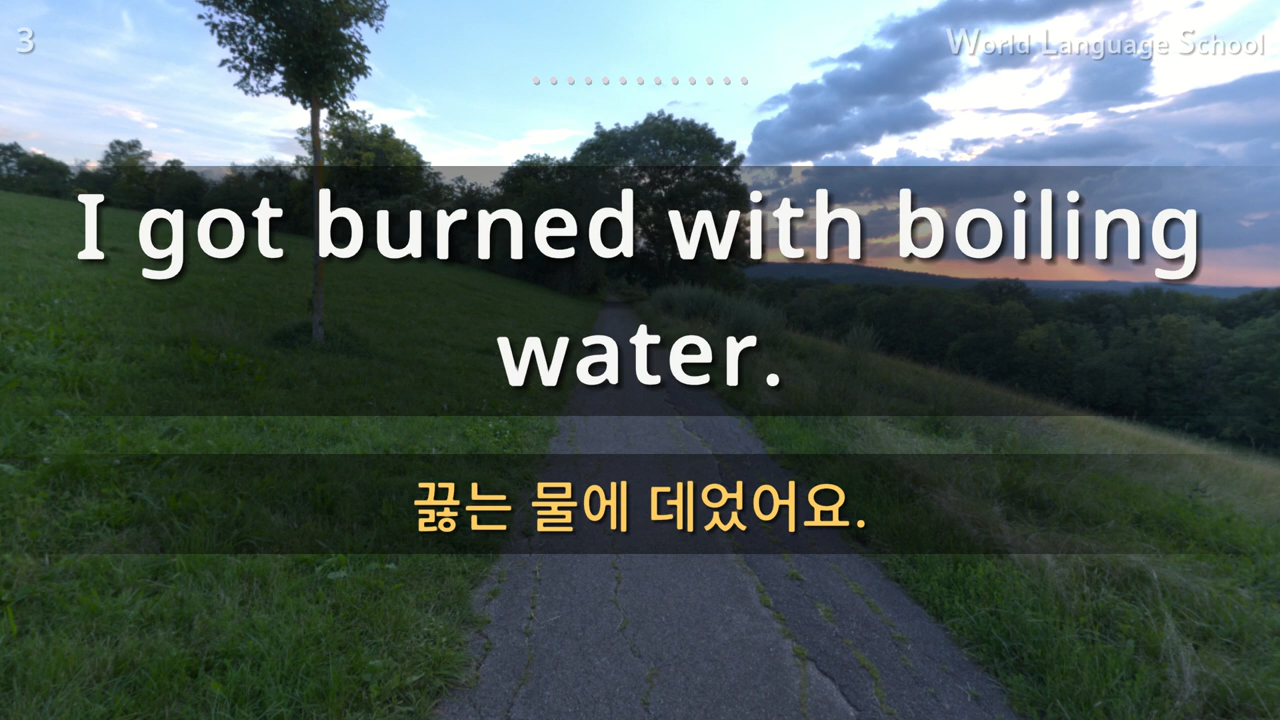 3
World Language School
I got burned with boiling
water.
끓는 물에 데었어요.